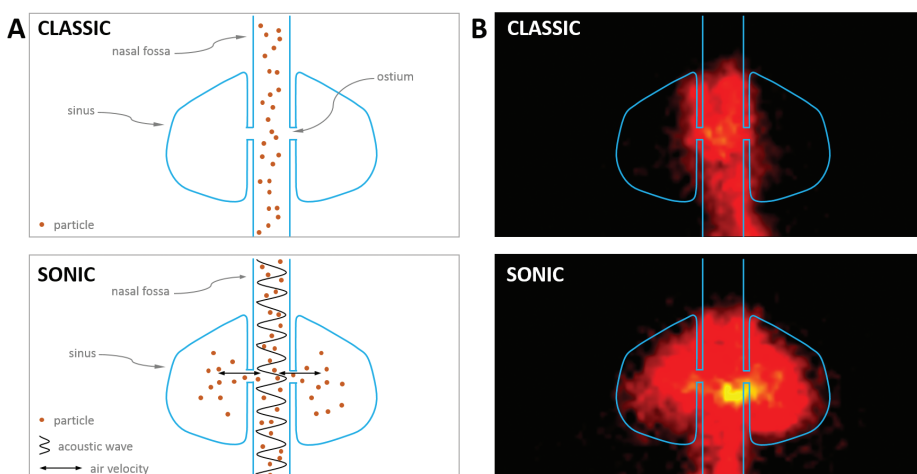 A
CLASSIC
nasal fossa
ostium
sinus
particle
B
CLASSIC
SONIC
nasal fossa
sinus
particle
acoustic wave
air velocity
SONIC